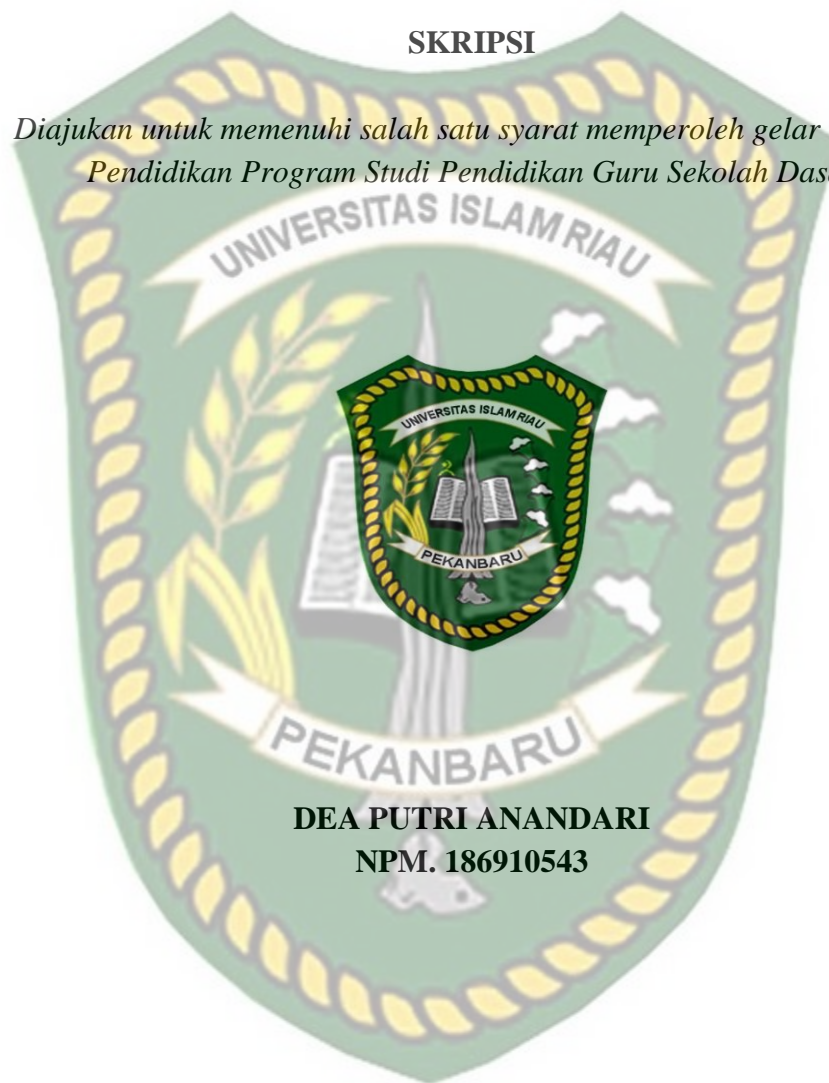 SKRIPSI
Diajukan untuk memenuhi salah satu syarat memperoleh gelar
Pendidikan Program Studi Pendidikan Guru Sekolah
UNIVERSITAS ISLAM RIAU
UNIVERSITAS ISLAM RIAU
PEKANBARU
PEKANBARU
DEA PUTRI ANANDARI
NPM. 186910543